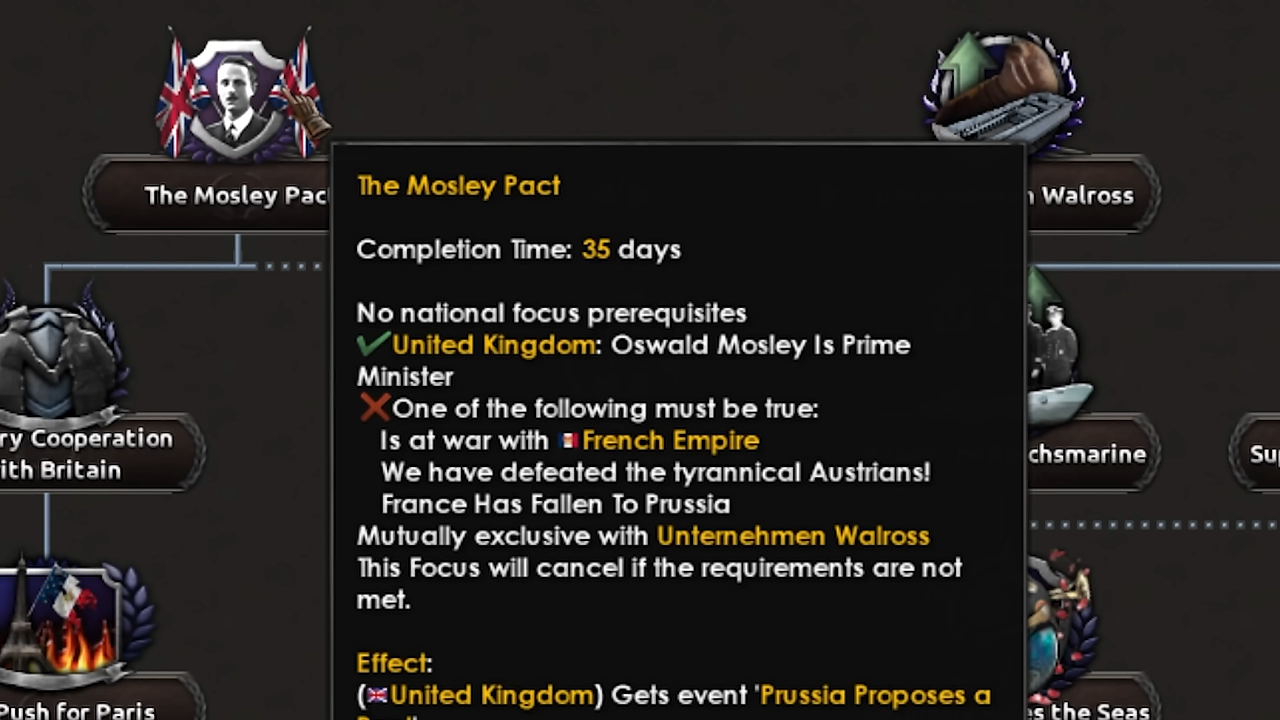 The Mosley Pact
Walross
The Mosley Pact
Completion Time: 35 days
No national focus prerequisites
United Kingdom: Oswald Mosley Is Prime
Minister
One of the following must be true:
Is at war with French Empire
We have defeated the tyrannical Austrians!
France Has Fallen To Prussia
Mutually exclusive with Unternehmen Walross
This Focus will cancel if the requirements are not
met.
Effect:
(United Kingdom) Gets event 'Prussia Proposes a
ry Cooperation
ith Britain
chsmarine
Su
Push for Paris
es the Seas